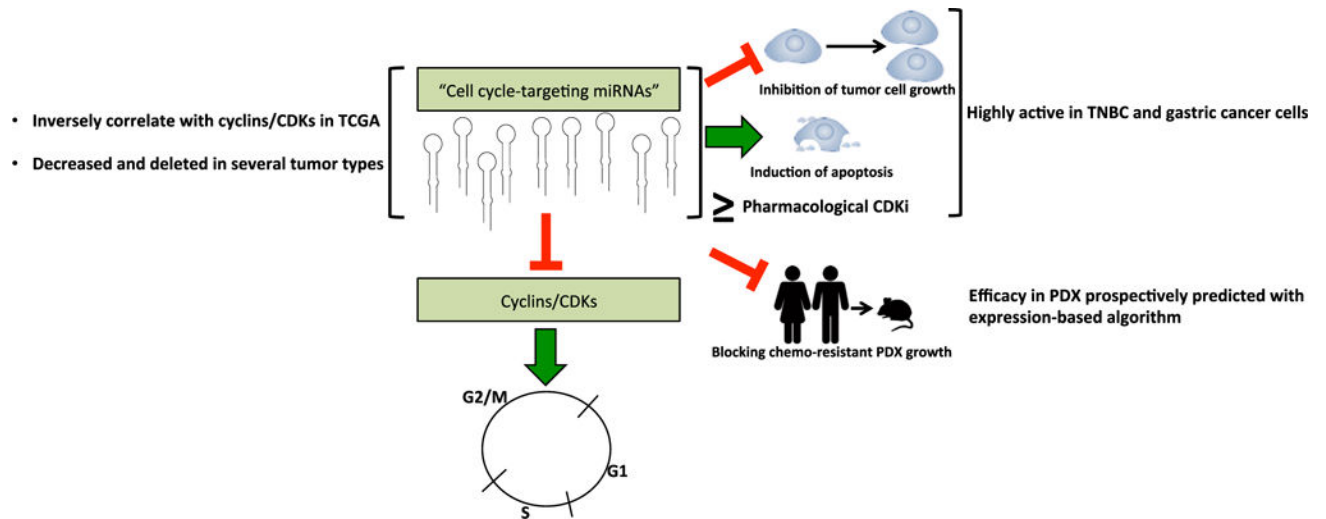 • Inversely correlate with cyclins/CDKs in TCGA
• Decreased and deleted in several tumor types
“Cell cycle-targeting miRNAs”
Inhibition of tumor cell growth
Induction of apoptosis
≥ Pharmacological CDKi
Highly active in TNBC and gastric cancer cells
Cyclins/CDKs
Blocking chemo-resistant PDX growth
Efficacy in PDX prospectively predicted with
expression-based algorithm
G2/M
G1
S